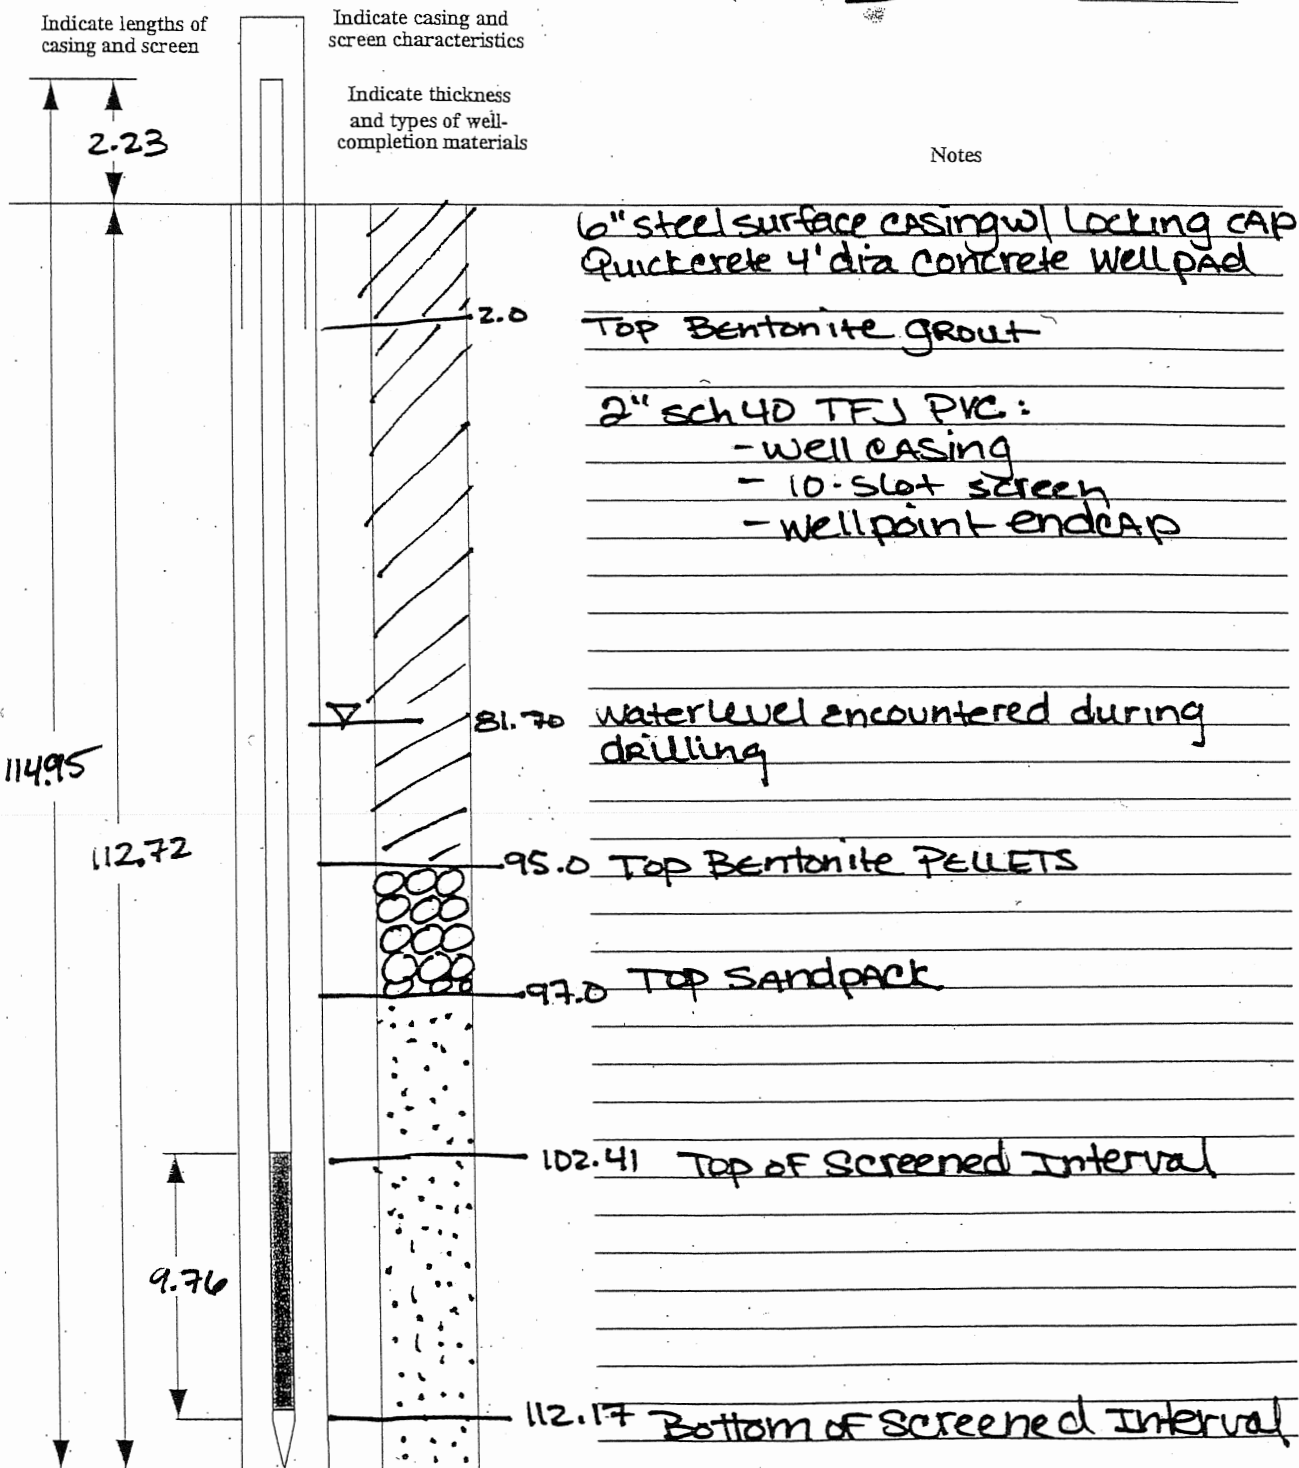 Indicate lengths of
casing and screen
Indicate casing and
screen characteristics
Indicate thickness
and types of well-
completion materials
Notes
2.23
6" steel surface casing w/ Locking cap
Quickcrete 4' dia concrete wellpad
2.0 Top Bentonite grout
2" sch 40 TFJ PVC:
- well casing
- 10-slot screen
- wellpoint endcap
81.70 water level encountered during
drilling
114.95
112.72
95.0 Top Bentonite Pellets
97.0 Top Sandpack
102.41 Top of Screened Interval
9.76
112.17 Bottom of Screened Interval